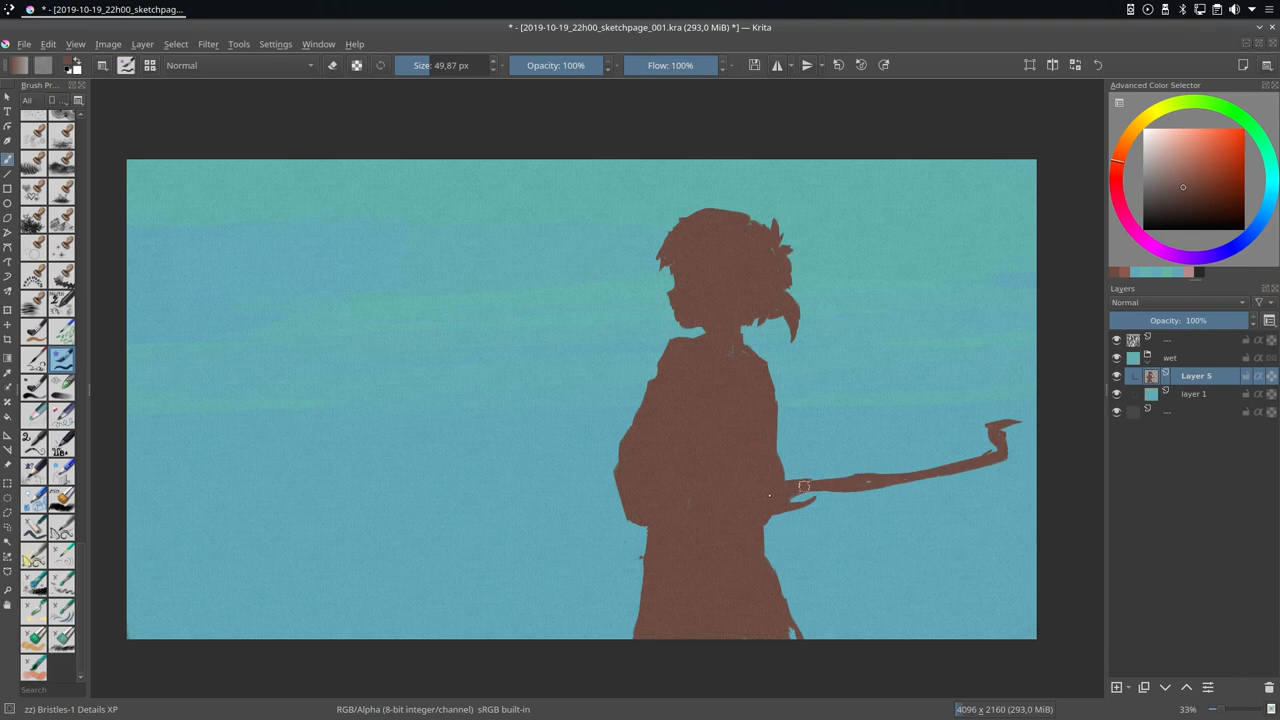 * - [2019-10-19_22h00_sketchpag...
* - [2019-10-19_22h00_sketchpage_001.kra (293,0 MiB) *] — Krita
File Edit View Image Layer Select Filter Tools Settings Window Help
Normal
Size: 49,87 px
Opacity: 100%
Flow: 100%
Brush Pr...
All
Search
Advanced Color Selector
Layers
Normal
Opacity: 100%
...
wet
Layer 5
layer 1
...
zz) Bristles-1 Details XP
RGB/Alpha (8-bit integer/channel) sRGB built-in
4096 x 2160 (293,0 MiB)
33%